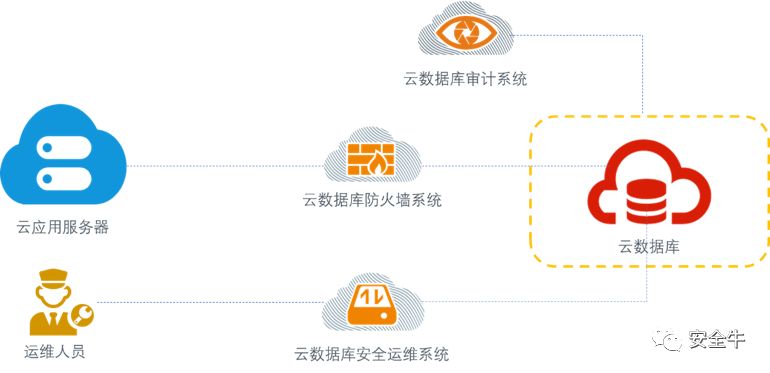 云数据库审计系统
云应用服务器
云数据库防火墙系统
云数据库
运维人员
云数据库安全运维系统
安全牛